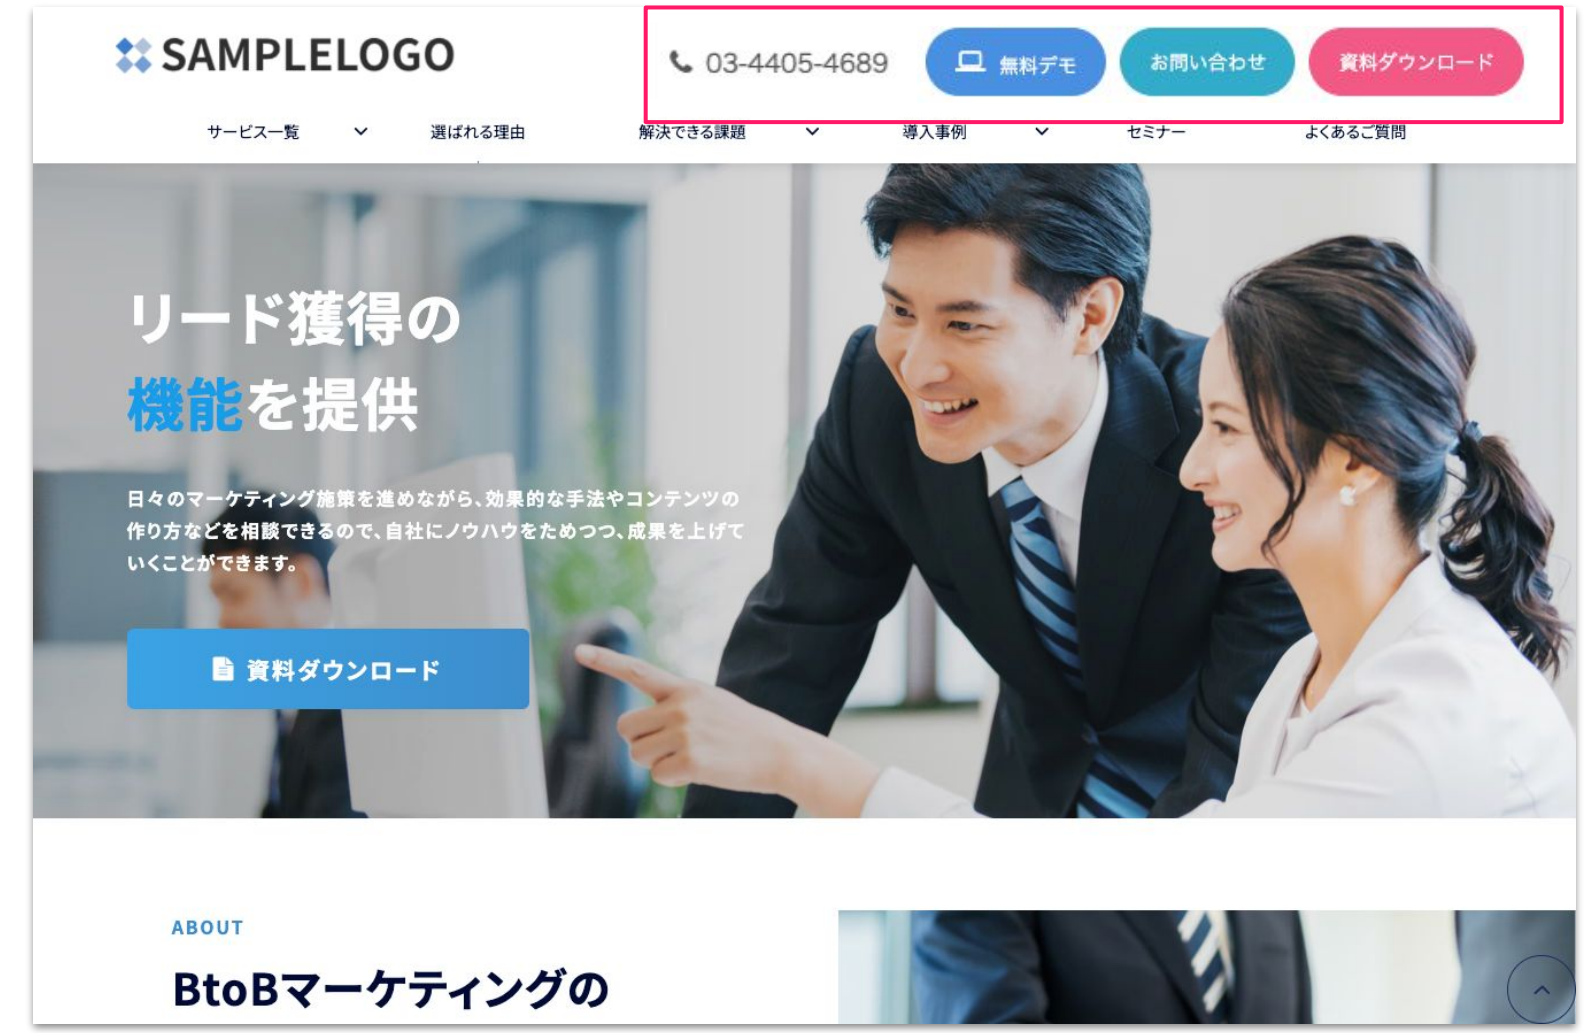 SAMPLELOGO
03-4405-4689
無料デモ
お問い合わせ
資料ダウンロード
サービス一覧
選ばれる理由
解決できる課題
導入事例
セミナー
よくあるご質問
リード獲得の
機能を提供
日々のマーケティング施策を進めながら、効果的な手法やコンテンツの
作り方などを相談できるので、自社にノウハウをためつつ、成果を上げて
いくことができます。
資料ダウンロード
ABOUT
BtoBマーケティングの